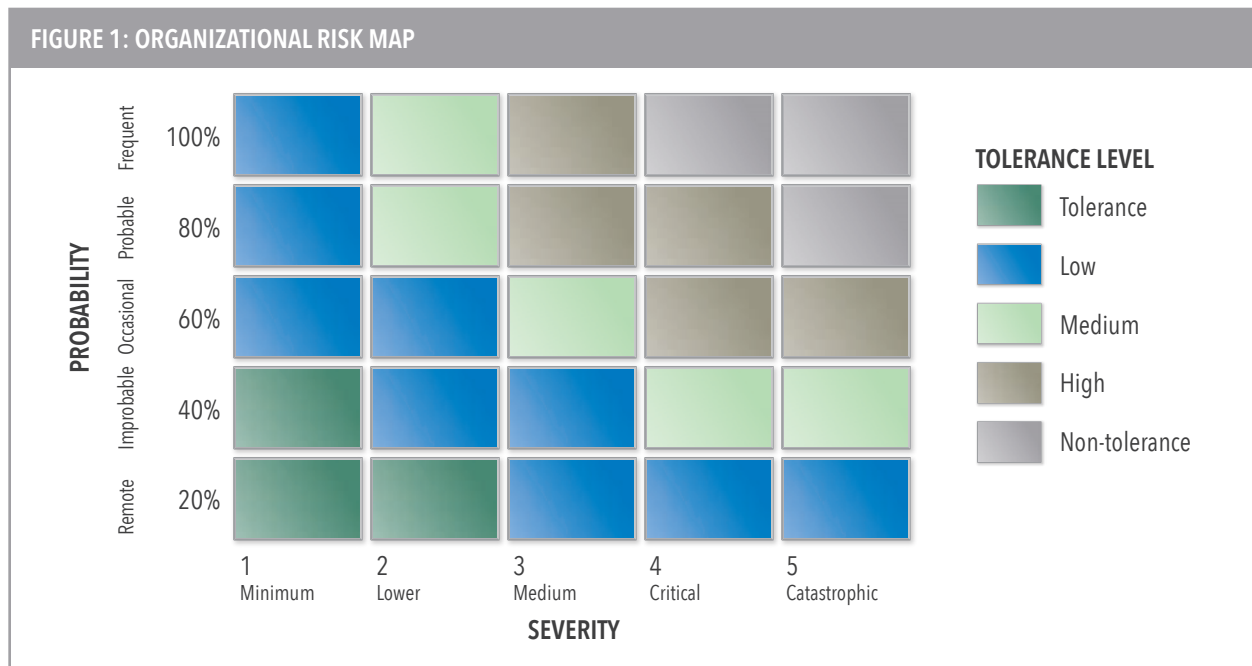 FIGURE 1: ORGANIZATIONAL RISK MAP
PROBABILITY
Frequent
100%
Probable
80%
Occasional
60%
Improbable
40%
Remote
20%
1
Minimum
2
Lower
3
Medium
4
Critical
5
Catastrophic
SEVERITY
TOLERANCE LEVEL
Tolerance
Low
Medium
High
Non-tolerance